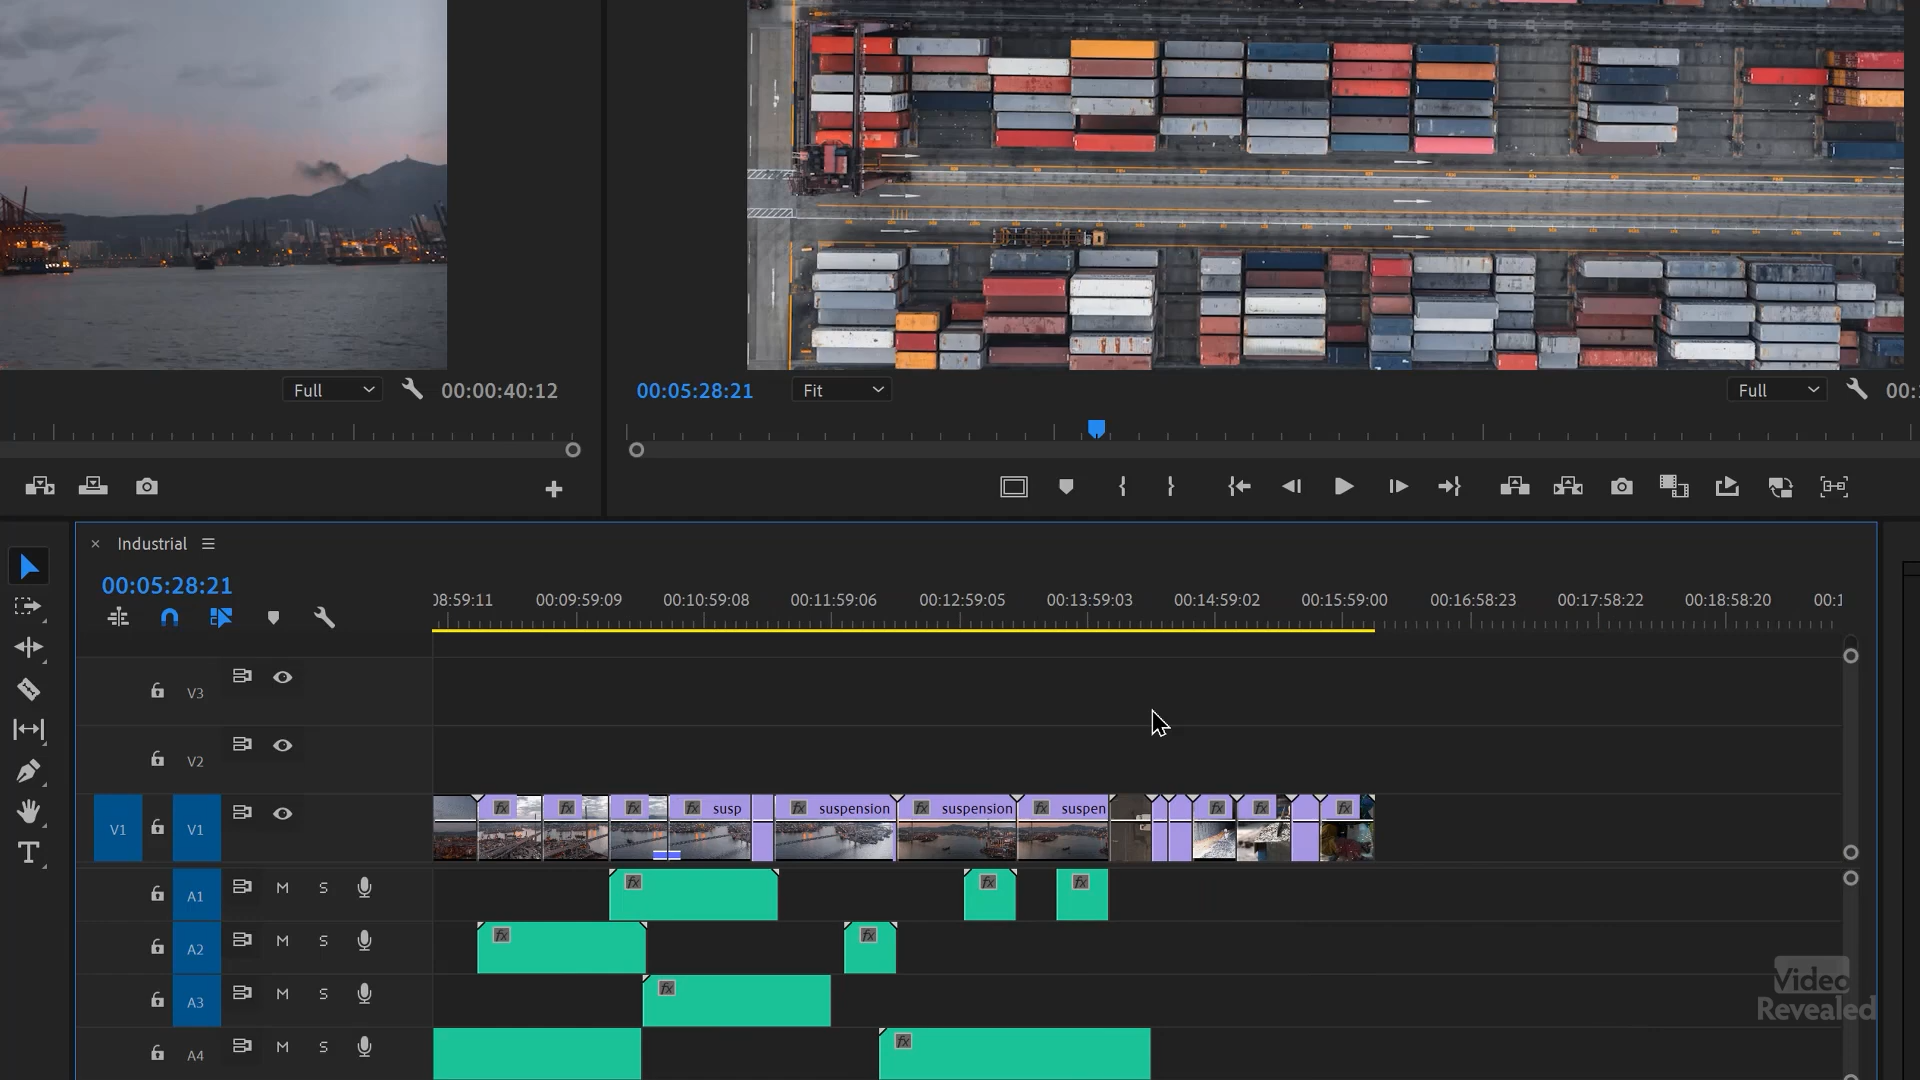 Full
00:00:40:12
00:05:28:21
Fit
Full
00:
Industrial
00:05:28:21
08:59:11
00:09:59:09
00:10:59:08
00:11:59:06
00:12:59:05
00:13:59:03
00:14:59:02
00:15:59:00
00:16:58:23
00:17:58:22
00:18:58:20
00:1
V3
V2
V1
V1
fx
fx
fx
fx susp
fx suspension
fx suspension
fx suspen
fx
fx
fx
A1
M
S
fx
fx
fx
A2
M
S
fx
fx
A3
M
S
fx
A4
M
S
fx
Video
Revealed